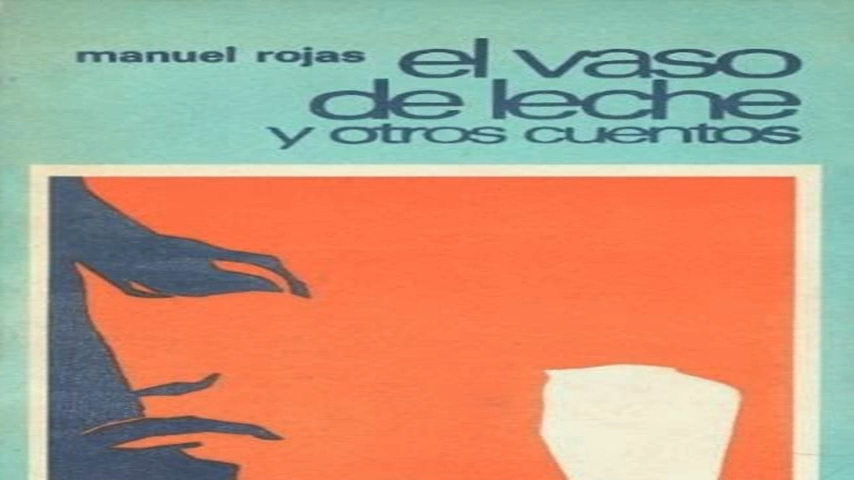 manuel rojas el vaso
de leche
y otros cuentos